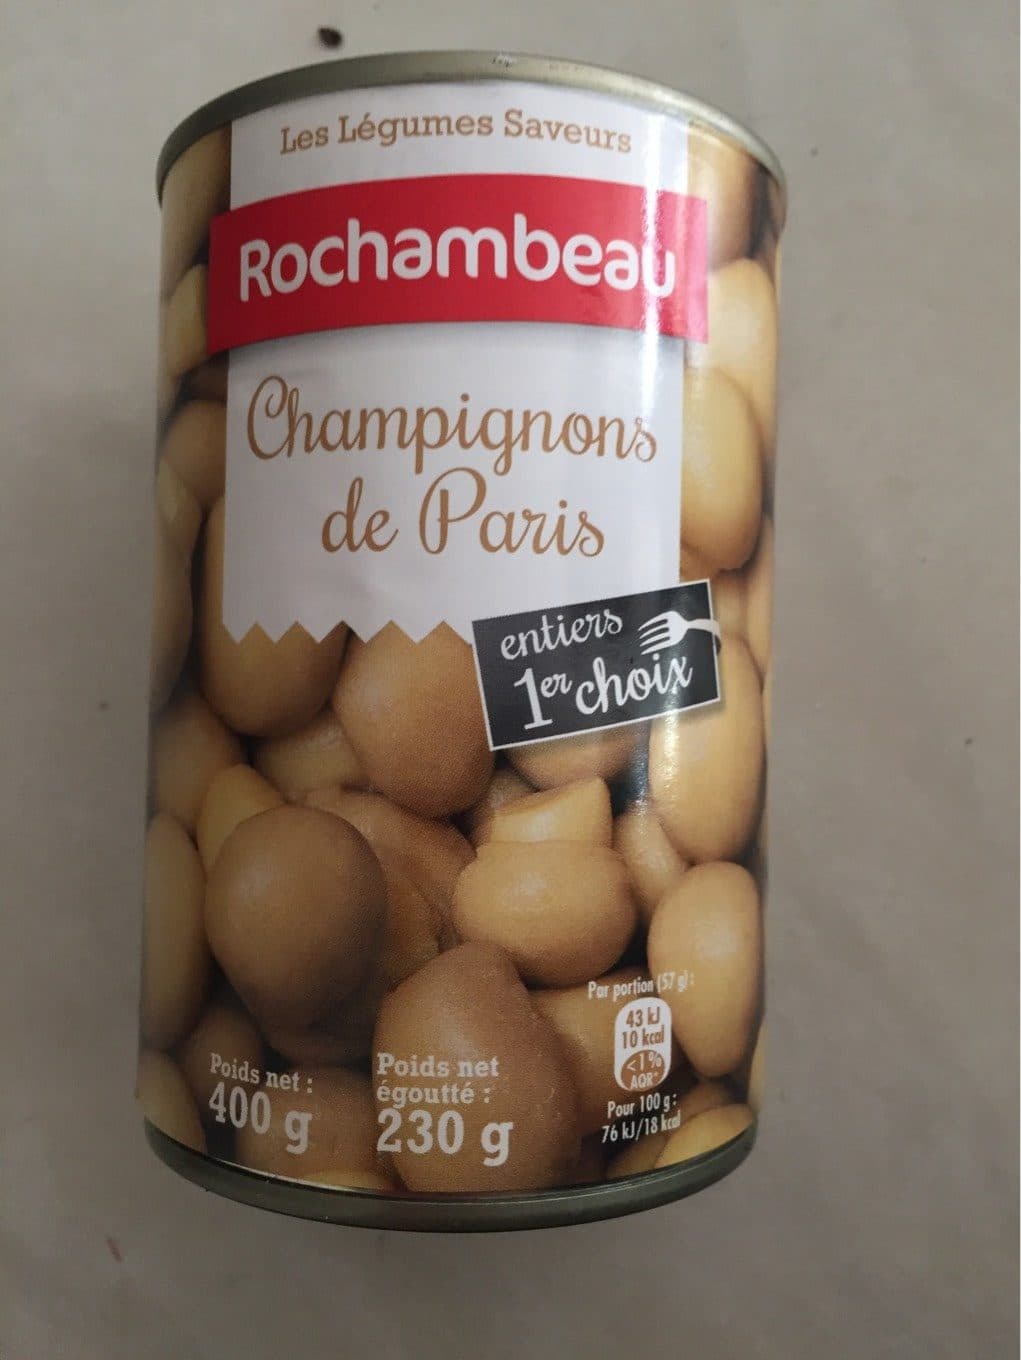 Les Légumes Saveurs
Rochambeau
Champignons
de Paris
entiers
1er choix
Par portion (57 g) :
43 kJ
10 kcal
<1%
AQR*
Pour 100 g :
76 kJ/18 kcal
Poids net :
400 g
Poids net
égoutté :
230 g